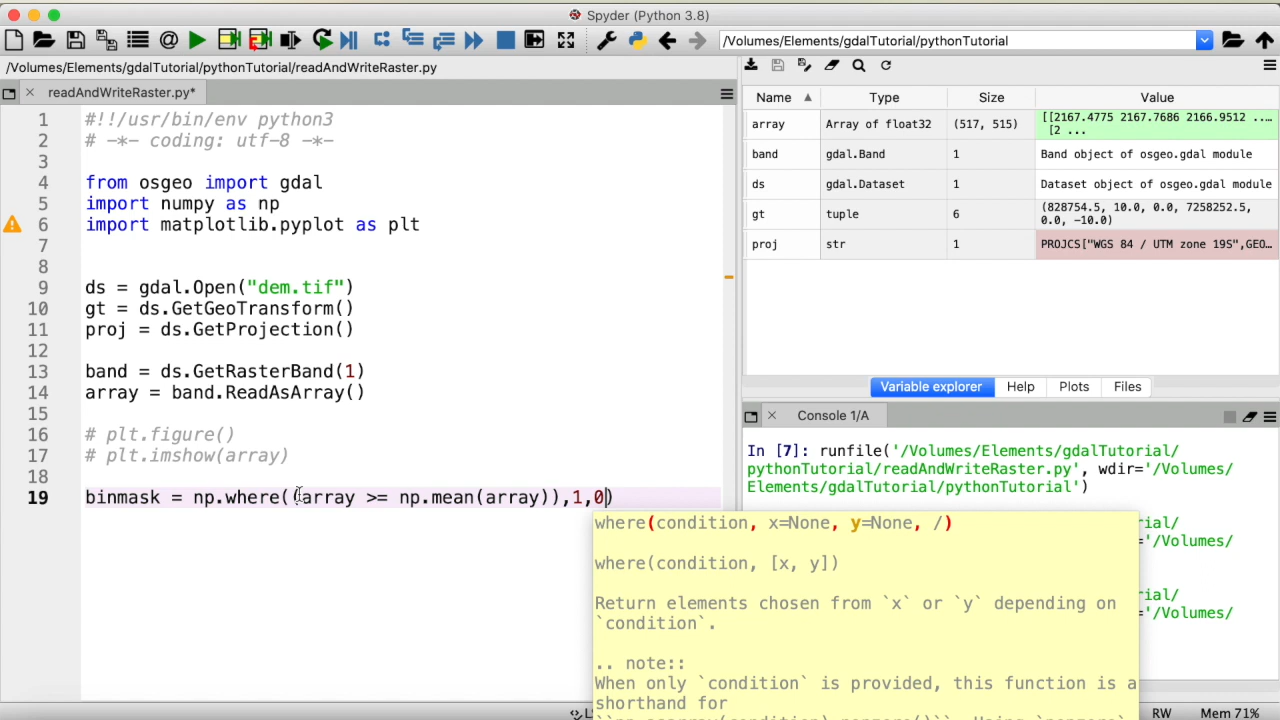 Spyder (Python 3.8)
/Volumes/Elements/gdalTutorial/pythonTutorial
/Volumes/Elements/gdalTutorial/pythonTutorial/readAndWriteRaster.py
readAndWriteRaster.py*
1 #!!/usr/bin/env python3
2 # -*- coding: utf-8 -*-
3
4 from osgeo import gdal
5 import numpy as np
6 import matplotlib.pyplot as plt
7
8
9 ds = gdal.Open("dem.tif")
10 gt = ds.GetGeoTransform()
11 proj = ds.GetProjection()
12
13 band = ds.GetRasterBand(1)
14 array = band.ReadAsArray()
15
16 # plt.figure()
17 # plt.imshow(array)
18
19 binmask = np.where((array >= np.mean(array)),1,0)
where(condition, x=None, y=None, /)
where(condition, [x, y])
Return elements chosen from `x` or `y` depending on
`condition`.
.. note::
When only `condition` is provided, this function is a
shorthand for
Name Type Size Value
array Array of float32 (517, 515) [[2167.4775 2167.7686 2166.9512 ...
[2 ...
band gdal.Band 1 Band object of osgeo.gdal module
ds gdal.Dataset 1 Dataset object of osgeo.gdal module
gt tuple 6 (828754.5, 10.0, 0.0, 7258252.5,
0.0, -10.0)
proj str 1 PROJCS["WGS 84 / UTM zone 19S",GEO…
Variable explorer Help Plots Files
Console 1/A
In [7]: runfile('/Volumes/Elements/gdalTutorial/
pythonTutorial/readAndWriteRaster.py', wdir='/Volumes/
Elements/gdalTutorial/pythonTutorial')
ial/
='/Volumes/
ial/
='/Volumes/
RW Mem 71%